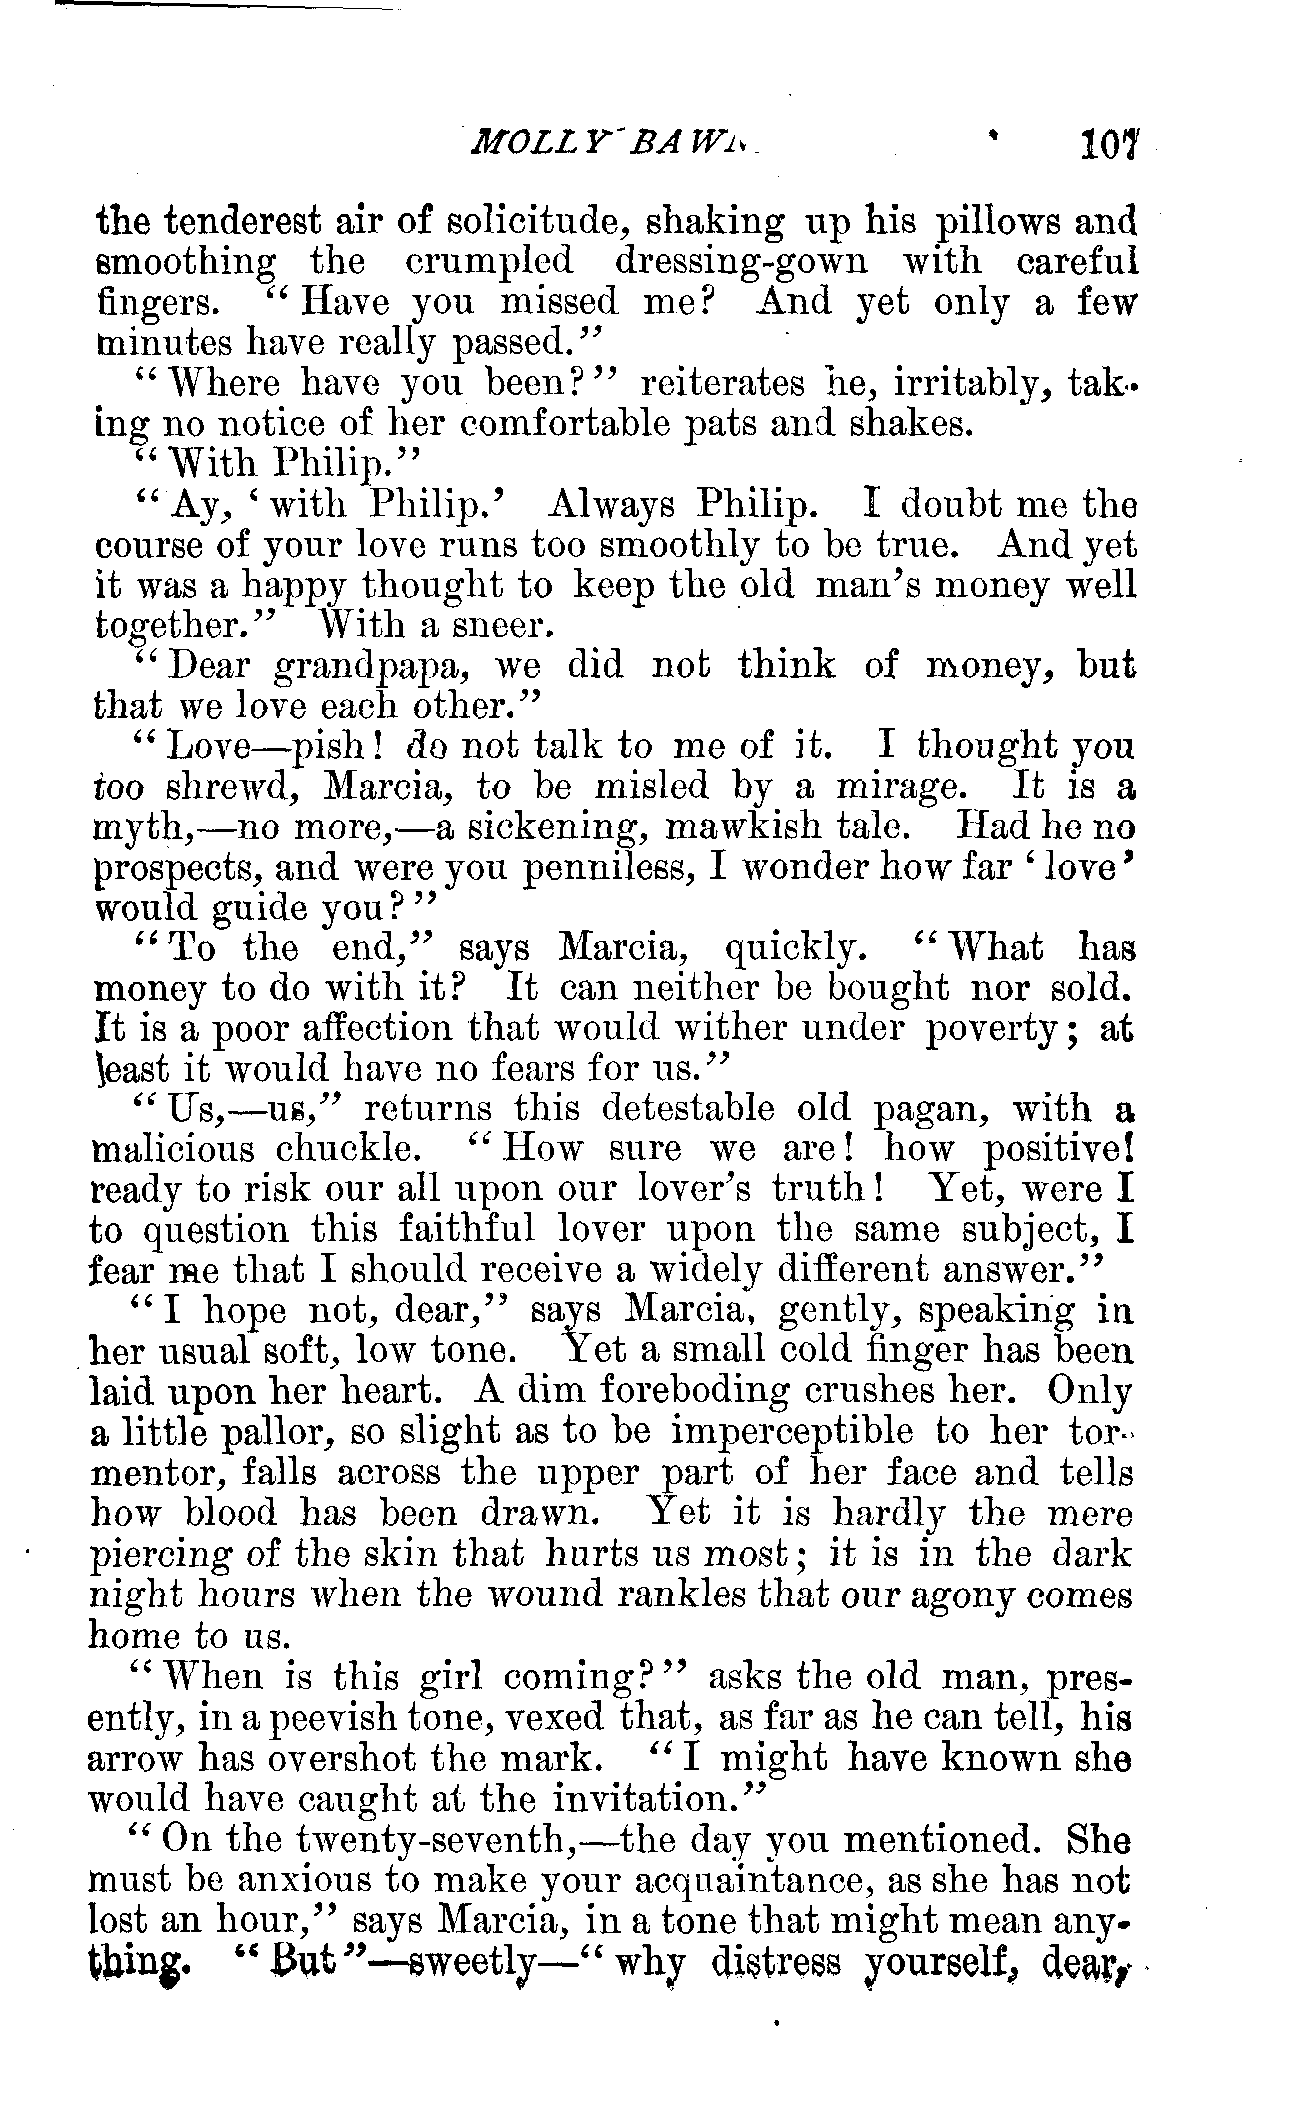 MOLLY BAWN. 107
the tenderest air of solicitude, shaking up his pillows and
smoothing the crumpled dressing-gown with careful
fingers. "Have you missed me? And yet only a few
minutes have really passed."
"Where have you been?" reiterates he, irritably, tak-
ing no notice of her comfortable pats and shakes.
"With Philip."
"Ay, 'with Philip.' Always Philip. I doubt me the
course of your love runs too smoothly to be true. And yet
it was a happy thought to keep the old man's money well
together." With a sneer.
"Dear grandpapa, we did not think of money, but
that we love each other."
"Love—pish! do not talk to me of it. I thought you
too shrewd, Marcia, to be misled by a mirage. It is a
myth,—no more,—a sickening, mawkish tale. Had he no
prospects, and were you penniless, I wonder how far 'love'
would guide you?"
"To the end," says Marcia, quickly. "What has
money to do with it? It can neither be bought nor sold.
It is a poor affection that would wither under poverty; at
least it would have no fears for us."
"Us,—us," returns this detestable old pagan, with a
malicious chuckle. "How sure we are! how positive!
ready to risk our all upon our lover's truth! Yet, were I
to question this faithful lover upon the same subject, I
fear me that I should receive a widely different answer."
"I hope not, dear," says Marcia, gently, speaking in
her usual soft, low tone. Yet a small cold finger has been
laid upon her heart. A dim foreboding crushes her. Only
a little pallor, so slight as to be imperceptible to her tor-
mentor, falls across the upper part of her face and tells
how blood has been drawn. Yet it is hardly the mere
piercing of the skin that hurts us most; it is in the dark
night hours when the wound rankles that our agony comes
home to us.
"When is this girl coming?" asks the old man, pres-
ently, in a peevish tone, vexed that, as far as he can tell, his
arrow has overshot the mark. "I might have known she
would have caught at the invitation."
"On the twenty-seventh,—the day you mentioned. She
must be anxious to make your acquaintance, as she has not
lost an hour," says Marcia, in a tone that might mean any-
thing. "But"—sweetly—"why distress yourself, dear,